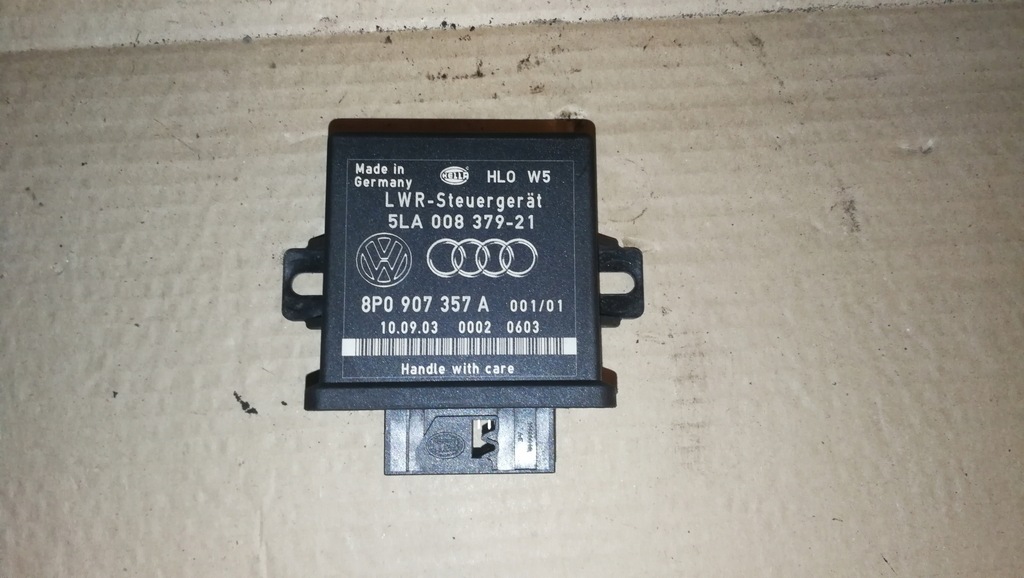 Made in
Germany
HELLA
HLO W5
LWR-Steuergerät
5LA 008 379-21
8P0 907 357 A 001/01
10.09.03 0002 0603
Handle with care